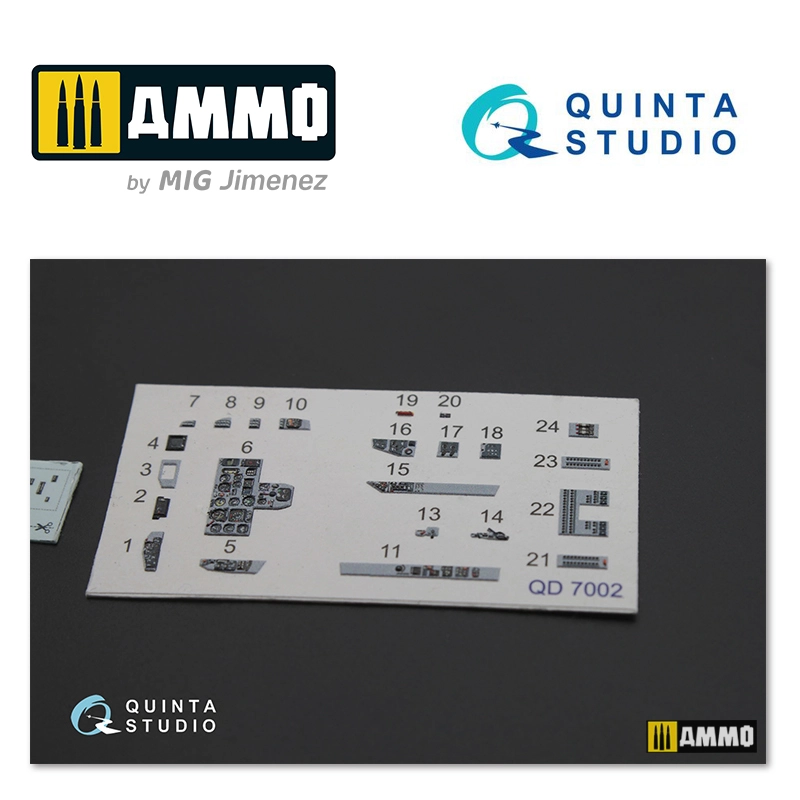 AMMO
by MIG Jimenez
QUINTA
STUDIO
7 8 9 10 19 20
4 6 16 17 18 24
3 15 23
2 13 14 22
1 5 11 21
QD 7002
QUINTA
STUDIO
AMMO